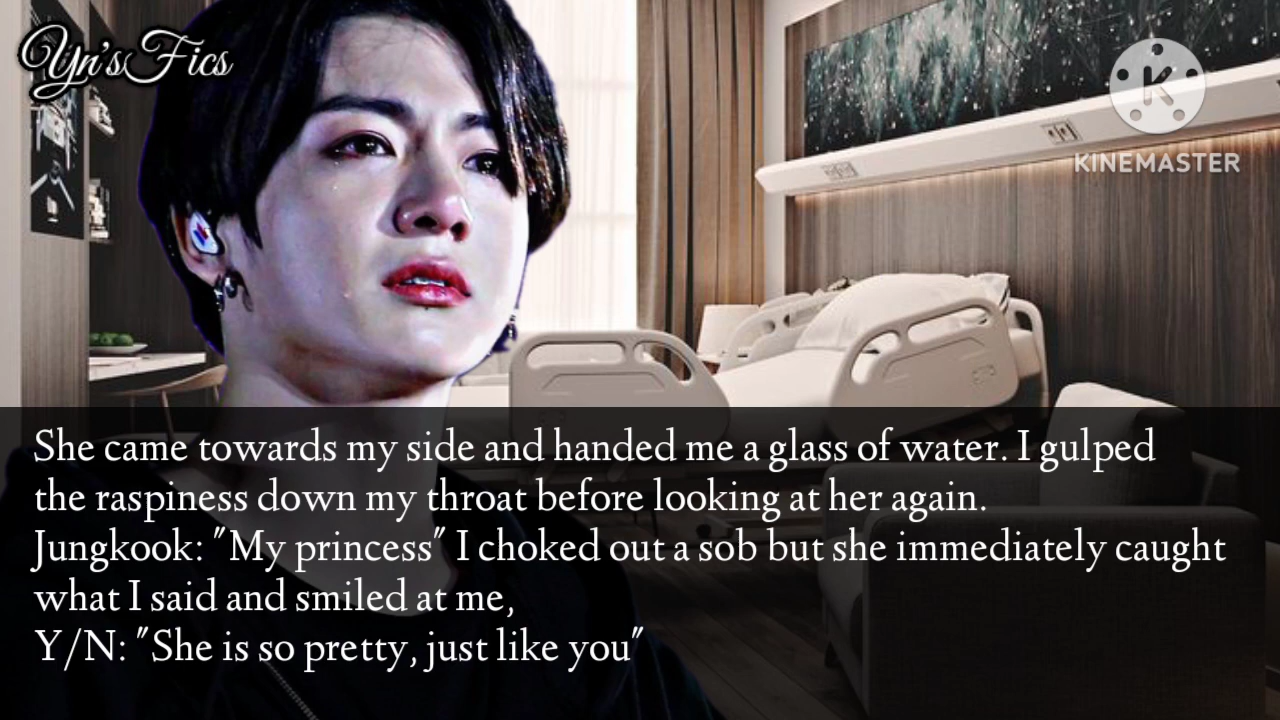 Yn's Fics
KINEMASTER
She came towards my side and handed me a glass of water. I gulped
the raspiness down my throat before looking at her again.
Jungkook: "My princess" I choked out a sob but she immediately caught
what I said and smiled at me,
Y/N: "She is so pretty, just like you"